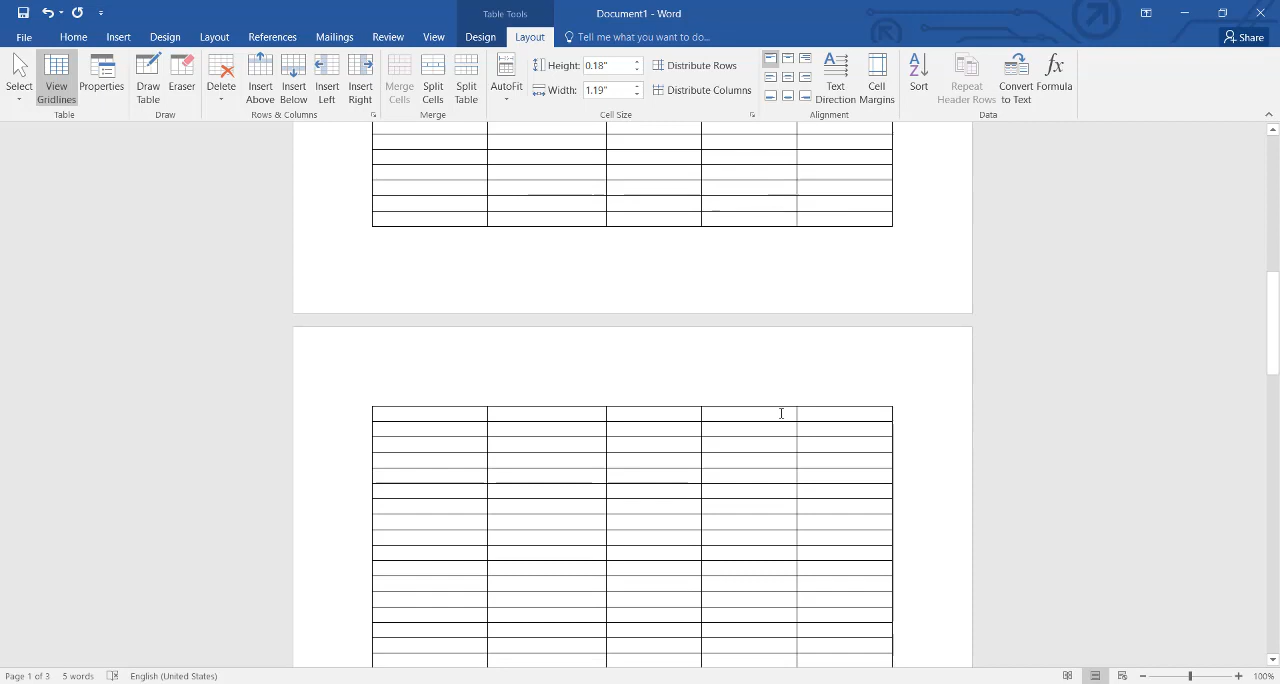 Table Tools
Document1 - Word
File Home Insert Design Layout References Mailings Review View Design Layout Tell me what you want to do... Share
Select View Gridlines Properties Draw Table Eraser Delete Insert Above Insert Below Insert Left Insert Right Merge Cells Split Cells Split Table AutoFit
Height: 0.18" Distribute Rows
Width: 1.19" Distribute Columns
Text Direction Cell Margins Sort Repeat Header Rows Convert to Text Formula
Table Draw Rows & Columns Merge Cell Size Alignment Data
Page 1 of 3 5 words English (United States) 100%